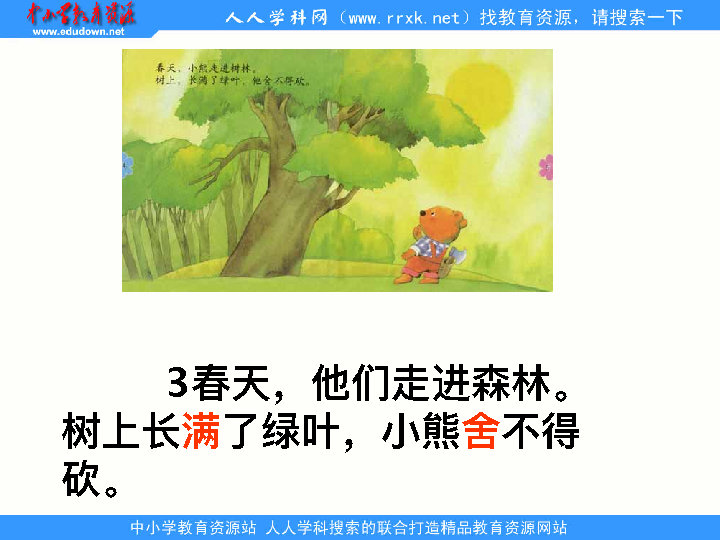 中小学教育资源
www.edudown.net
人人学科网（www.rrxk.net）找教育资源，请搜索一下
春天，小熊走进树林。
树上，长满了绿叶，他舍不得砍。
3春天，他们走进森林。
树上长满了绿叶，小熊舍不得
砍。
中小学教育资源站 人人学科搜索的联合打造精品教育资源网站